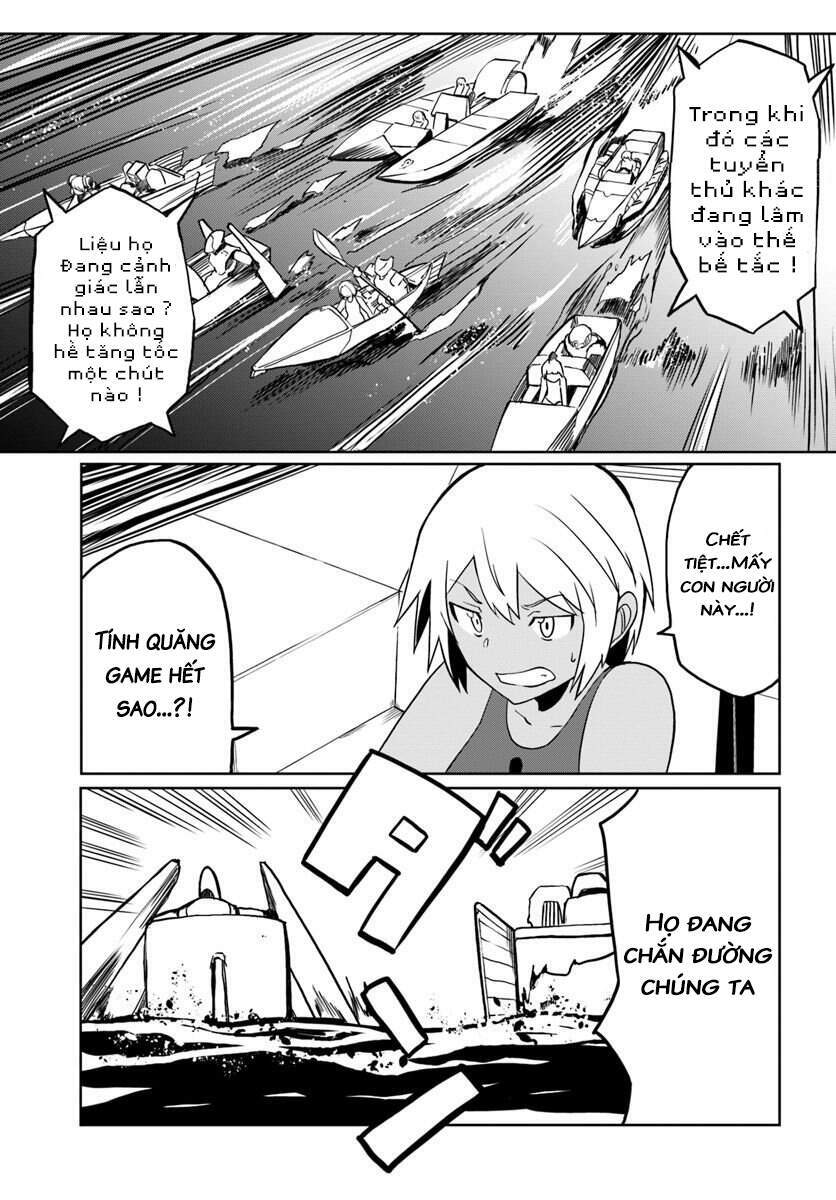 Trong khi
đó các
tuyển
thủ khác
đang lâm
vào thế
bế tắc !
Liệu họ
Đang cảnh
giác lẫn
nhau sao ?
Họ không
hề tăng tốc
một chút
nào !
CHẾT
TIỆT...MẤY
CON NGƯỜI
NÀY...!
TÍNH QUĂNG
GAME HẾT
SAO...?!
HỌ ĐANG
CHẮN ĐƯỜNG
CHÚNG TA